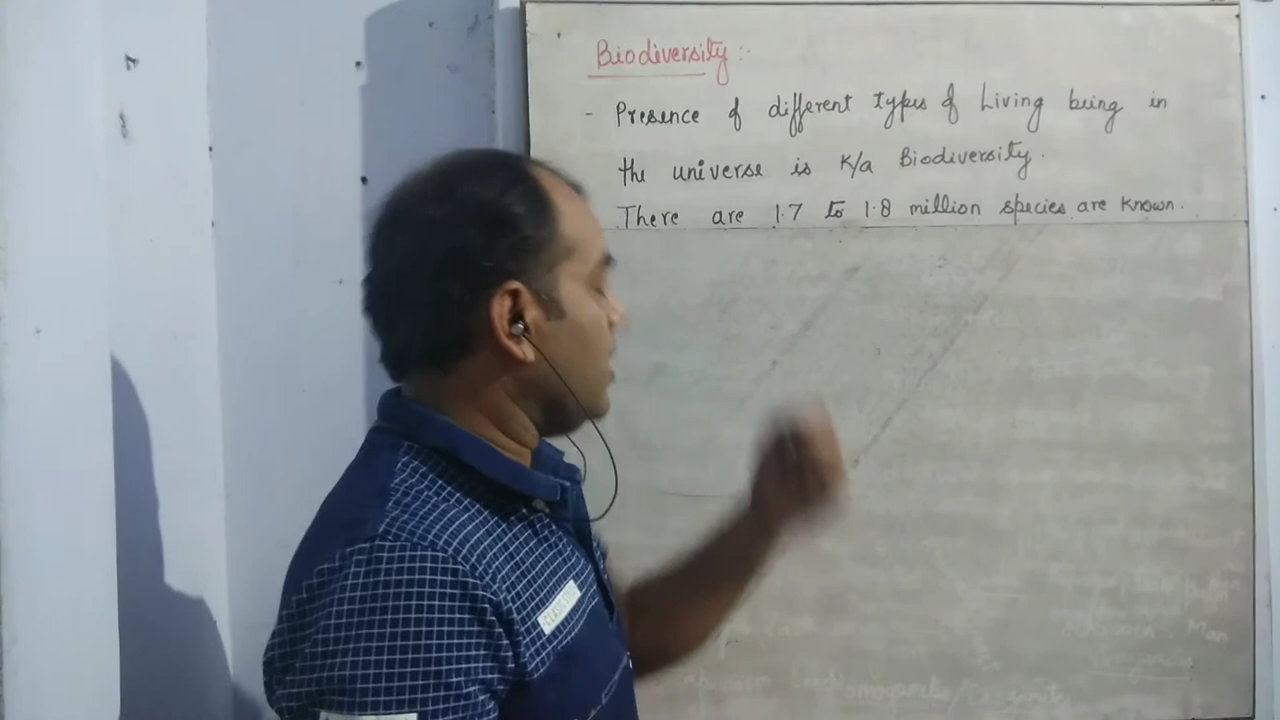 Biodiversity :-
- Presence of different types of Living being in
the universe is K/a Biodiversity.
There are 1.7 to 1.8 million species are known.